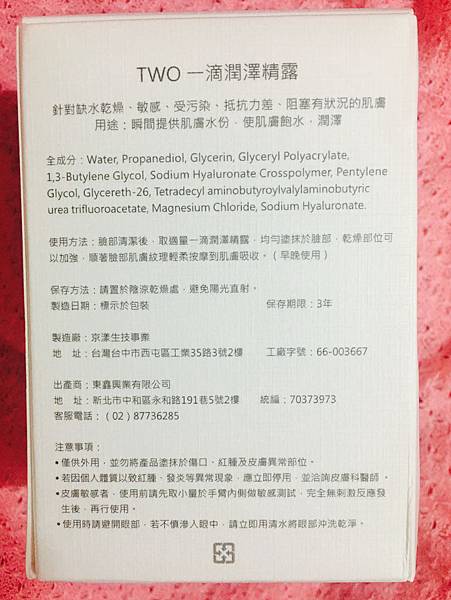 TWO 一滴潤澤精露
針對缺水乾燥、敏感、受污染、抵抗力差、阻塞有狀況的肌膚
用途：瞬間提供肌膚水份，使肌膚飽水，潤澤
全成分：Water, Propanediol, Glycerin, Glyceryl Polyacrylate,
1,3-Butylene Glycol, Sodium Hyaluronate Crosspolymer, Pentylene
Glycol, Glycereth-26, Tetradecyl aminobutyroylvalylaminobutyric
urea trifluoroacetate, Magnesium Chloride, Sodium Hyaluronate.
使用方法：臉部清潔後，取適量一滴潤澤精露，均勻塗抹於臉部，乾燥部位可
以加強，順著臉部肌膚紋理輕柔按摩到肌膚吸收。（早晚使用）
保存方法：請置於陰涼乾燥處，避免陽光直射。
製造日期：標示於包裝 保存期限：3年
製造廠：京漾生技事業
地 址：台灣台中市西屯區工業35路3號2樓 工廠字號：66-003667
出產商：東鑫興業有限公司
地 址：新北市中和區永和路191巷5號2樓 統編：70373973
客服電話：（02）87736285
注意事項：
•僅供外用，並勿將產品塗抹於傷口、紅腫及皮膚異常部位。
•若因個人體質以致紅腫、發炎等異常現象，應立即停用，並洽詢皮膚科醫師。
•皮膚敏感者，使用前請先取小量於手臂內側做敏感測試，完全無刺激反應發
生後，再行使用。
•使用時請避開眼部，若不慎滲入眼中，請立即用清水將眼部沖洗乾淨。